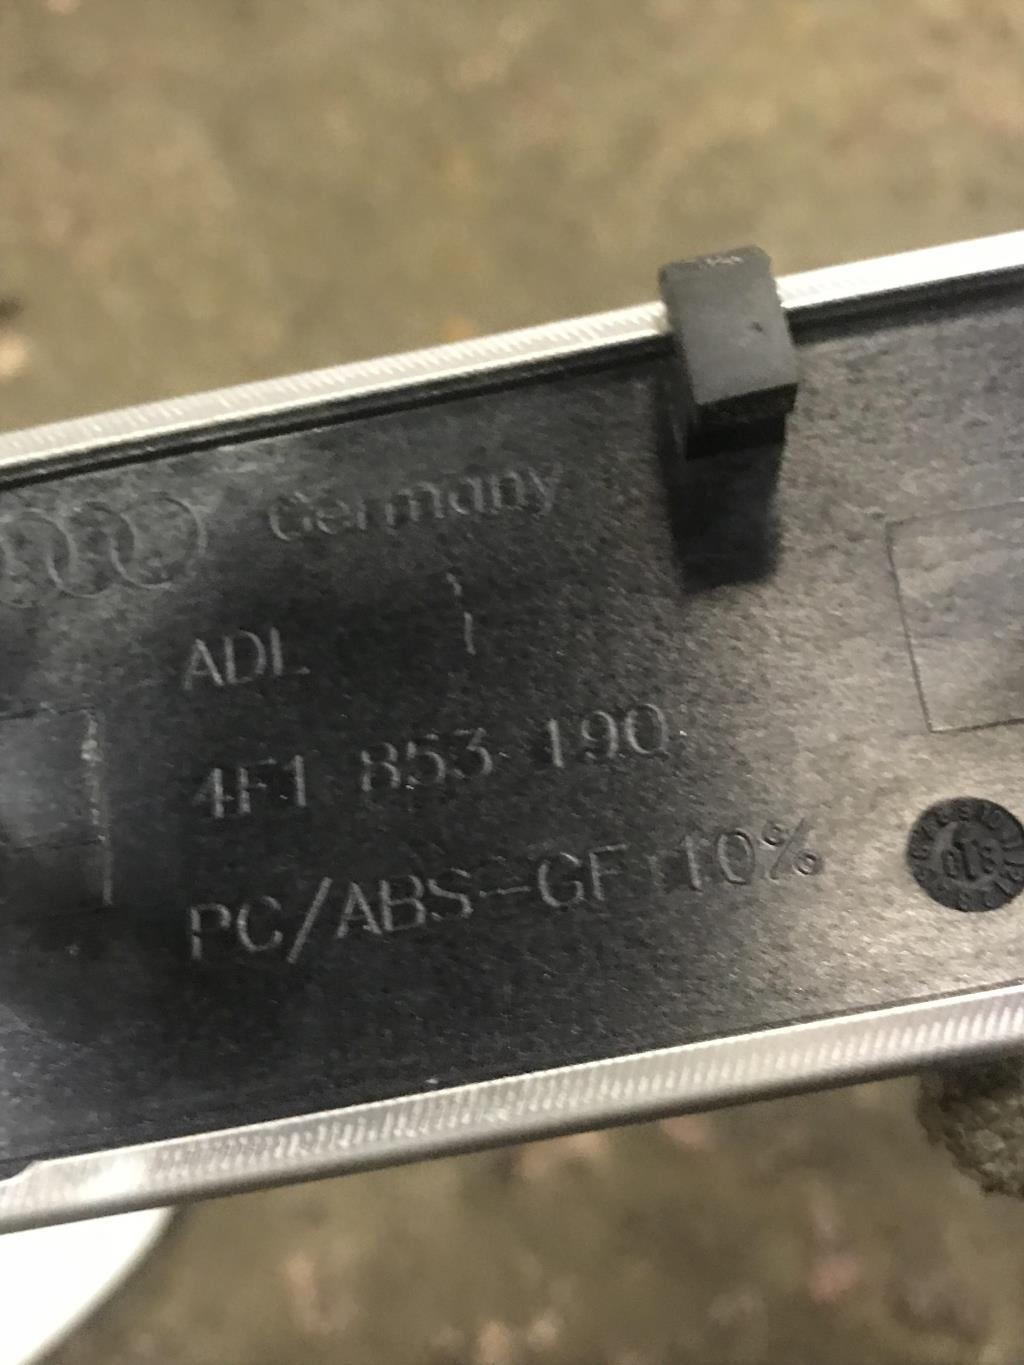 Germany
ADL
4F1 853 190
PC/ABS-GF 10%